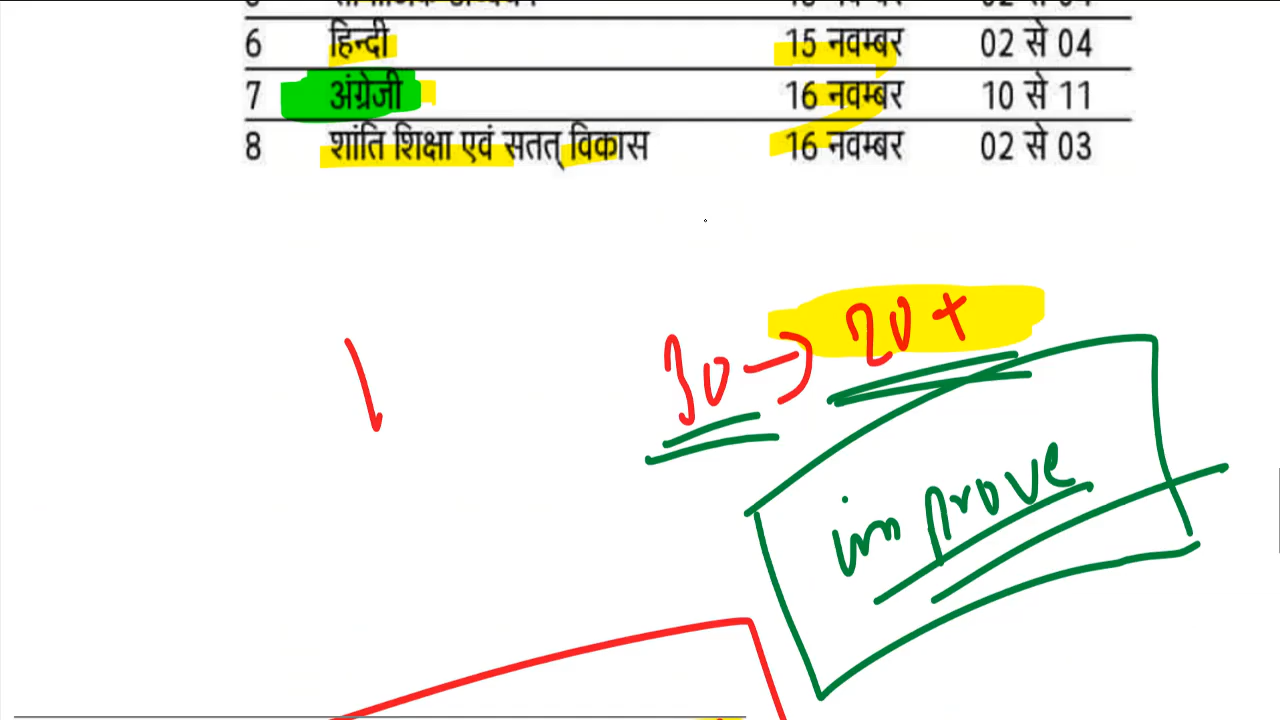 6 हिन्दी 15 नवम्बर 02 से 04
7 अंग्रेजी 16 नवम्बर 10 से 11
8 शांति शिक्षा एवं सतत् विकास 16 नवम्बर 02 से 03
30 → 20+
improve